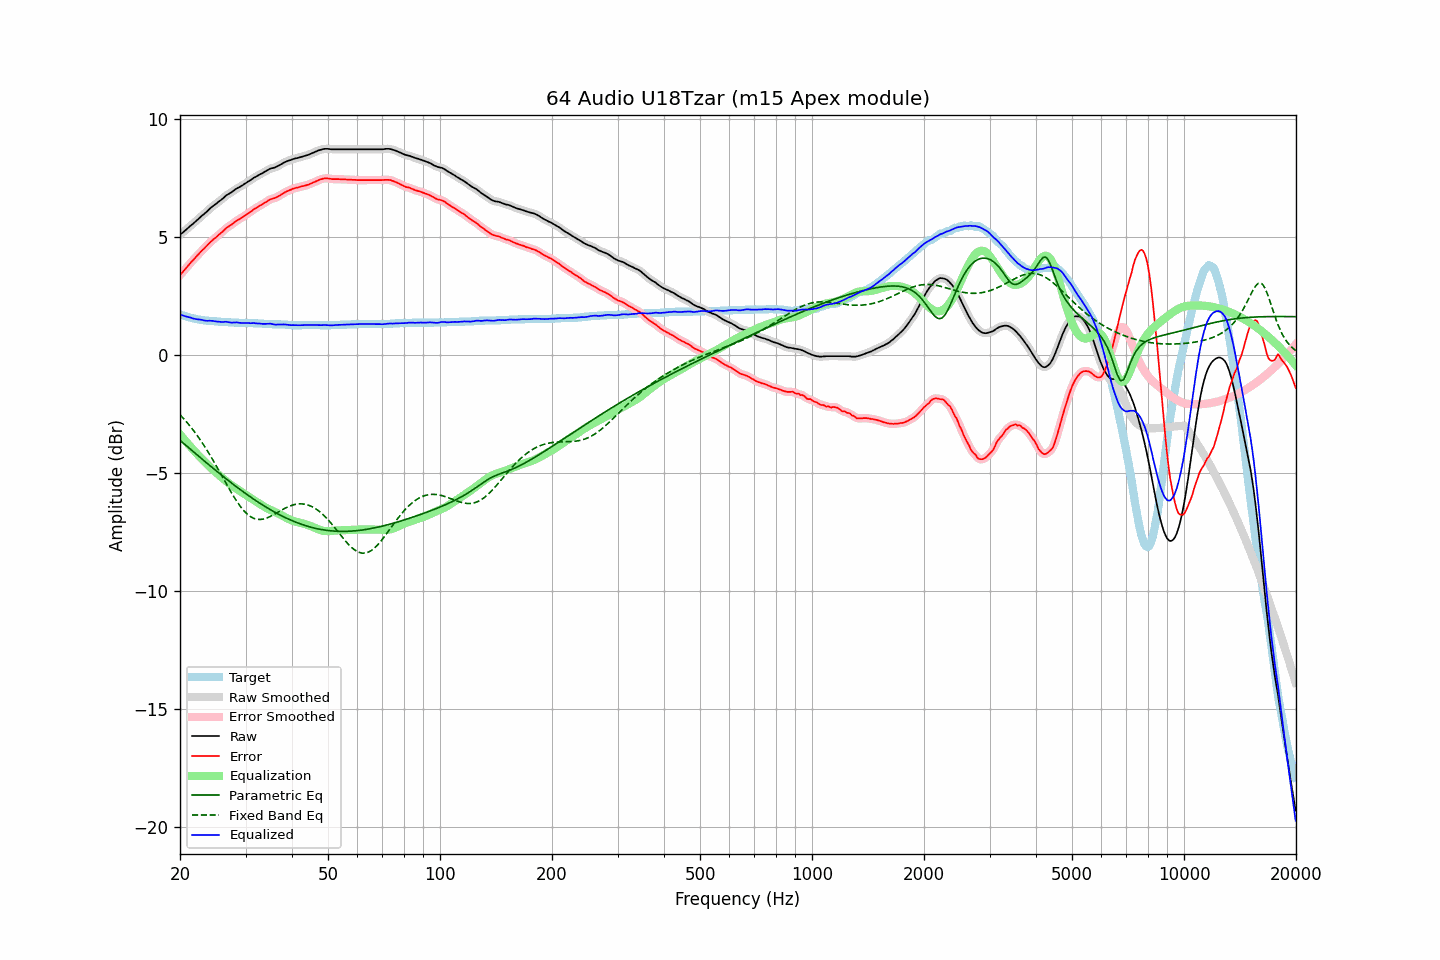 64 Audio U18Tzar (m15 Apex module)
10
5
0
−5
−10
−15
−20
Amplitude (dBr)
Target
Raw Smoothed
Error Smoothed
Raw
Error
Equalization
Parametric Eq
Fixed Band Eq
Equalized
20 50 100 200 500 1000 2000 5000 10000 20000
Frequency (Hz)